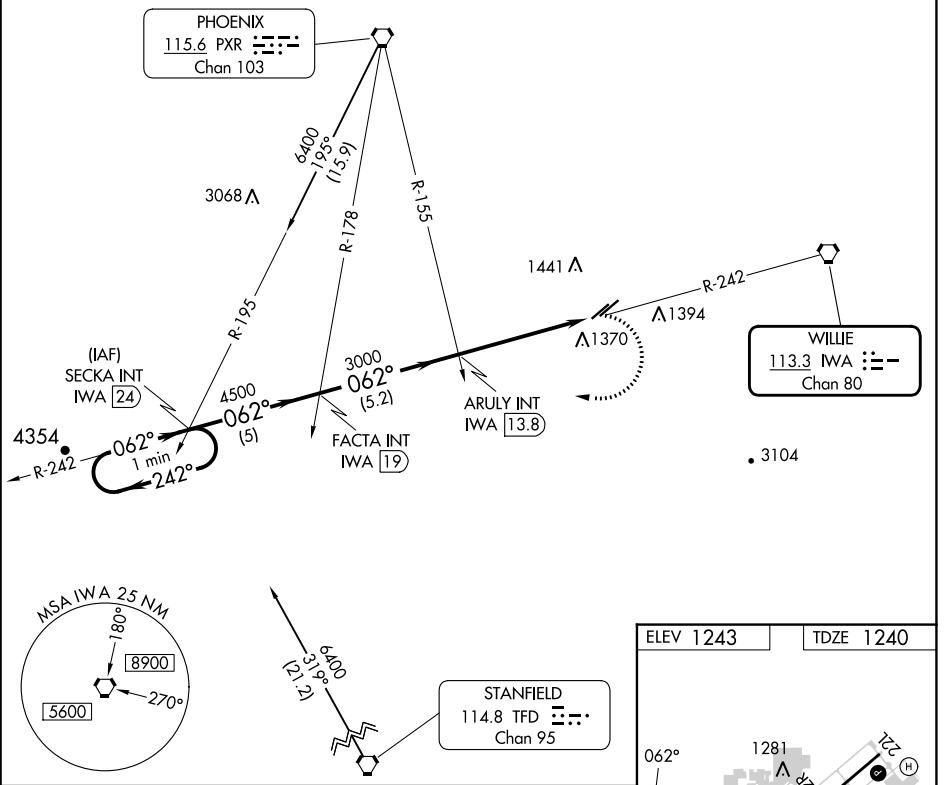 PHOENIX
115.6 PXR
Chan 103
6400
195°
(15.9)
3068
R-178
R-155
R-195
1441
R-242
1394
1370
WILLIE
113.3 IWA
Chan 80
(IAF)
SECKA INT
IWA 24
4500
062°
(5)
3000
062°
(5.2)
ARULY INT
IWA 13.8
FACTA INT
IWA 19
4354
R-242
062°
1 min
242°
3104
MSA IWA 25 NM
180°
8900
270°
5600
6400
319°
(21.2)
STANFIELD
114.8 TFD
Chan 95
ELEV 1243
TDZE 1240
062°
1281
22L
H
P